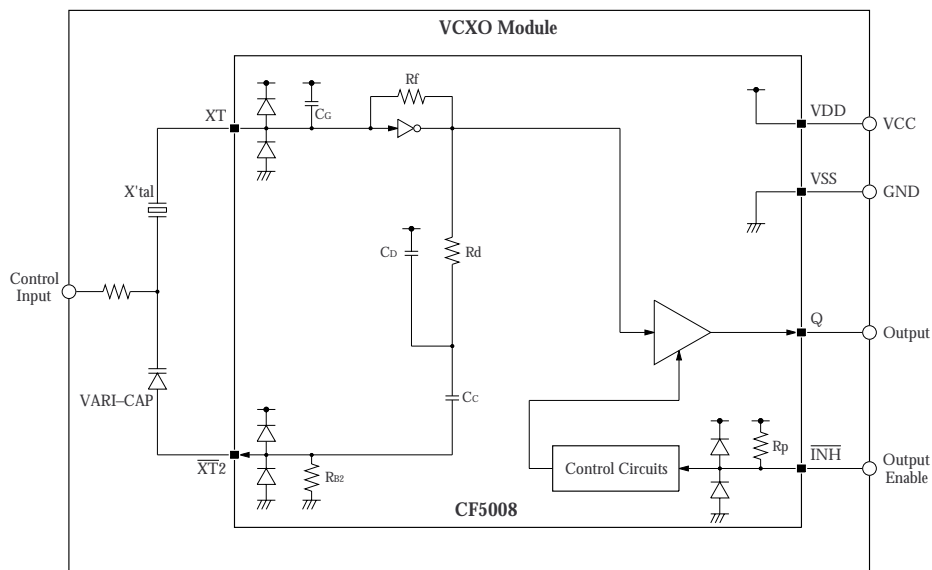 VCXO Module
Rf
XT
CG
VDD
VCC
X'tal
VSS
GND
CD
Rd
Control
Input
Q
Output
VARI–CAP
CC
XT2
RB2
Control Circuits
Rp
INH
Output
Enable
CF5008